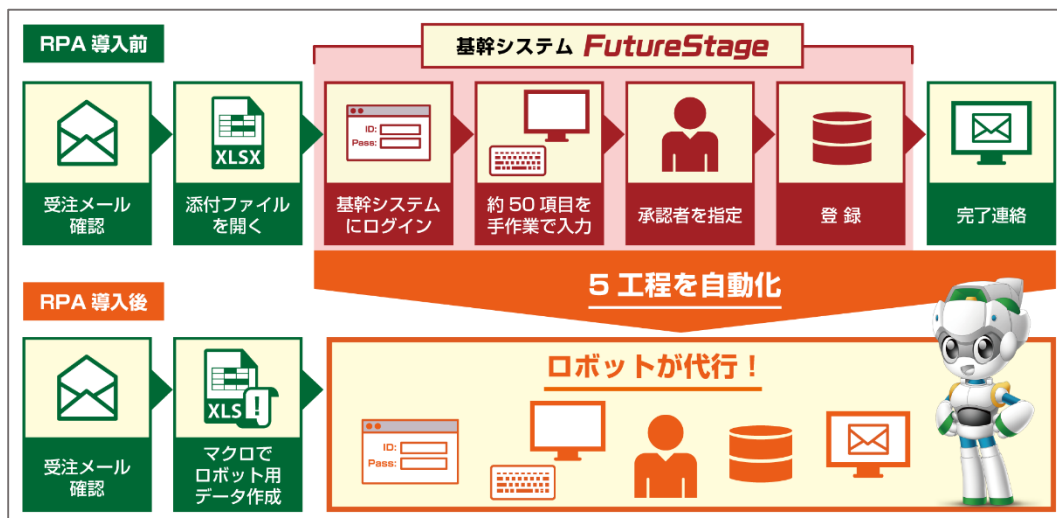 RPA 導入前
基幹システム FutureStage
XLSX
ID:
Pass:
受注メール
確認
添付ファイル
を開く
基幹システム
にログイン
約 50 項目を
手作業で入力
承認者を指定
登 録
完了連絡
5 工程を自動化
RPA 導入後
ロボットが代行！
XLS
ID:
Pass:
受注メール
確認
マクロで
ロボット用
データ作成